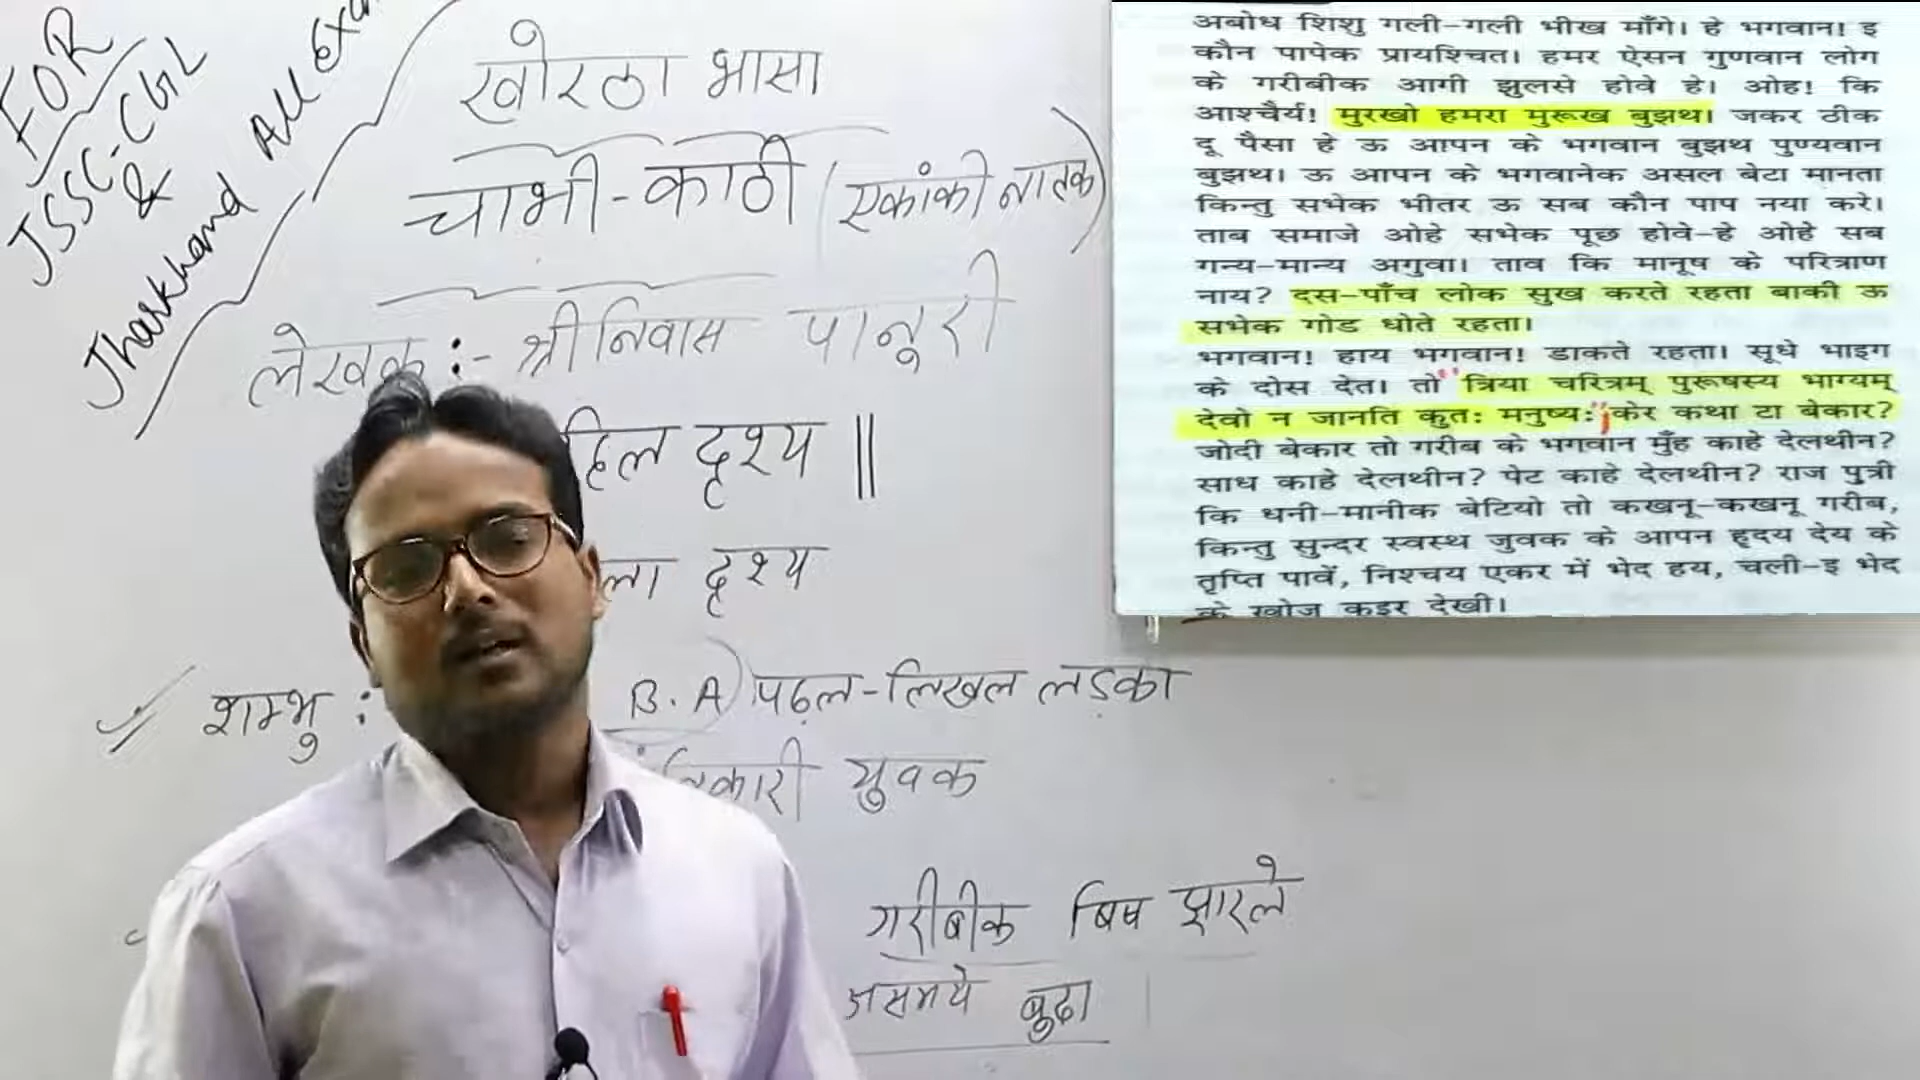 FOR
JSSC-CGL
&
Jharkhand All Exam
खोरठा भासा
चाभी-काठी (एकांकी नाटक)
लेखक :- श्रीनिवास पानूरी
हिल दृश्य ||
ला दृश्य
शम्भु :
B.A) पढ़ल-लिखल लड़का
कारी युवक
गरीबीक बिष झारले
असमये बुढ़ा
अबोध शिशु गली-गली भीख माँगे। हे भगवान! इ
कौन पापेक प्रायश्चित। हमर ऐसन गुणवान लोग
के गरीबीक आगी झुलसे होवे हे। ओह! कि
आश्चैर्य! मुरखो हमरा मुरूख बुझथ। जकर ठीक
दू पैसा हे ऊ आपन के भगवान बुझथ पुण्यवान
बुझथ। ऊ आपन के भगवानेक असल बेटा मानता
किन्तु सभेक भीतर ऊ सब कौन पाप नया करे।
ताब समाजे ओहे सभेक पूछ होवे-हे ओहे सब
गन्य-मान्य अगुवा। ताव कि मानूष के परित्राण
नाय? दस-पाँच लोक सुख करते रहता बाकी ऊ
सभेक गोड धोते रहता।
भगवान! हाय भगवान! डाकते रहता। सूधे भाइग
के दोस देत। तो "त्रिया चरित्रम् पुरूषस्य भाग्यम्
देवो न जानति कुतः मनुष्यः" केर कथा टा बेकार?
जोदी बेकार तो गरीब के भगवान मुँह काहे देलथीन?
साध काहे देलथीन? पेट काहे देलथीन? राज पुत्री
कि धनी-मानीक बेटियो तो कखनू-कखनू गरीब,
किन्तु सुन्दर स्वस्थ जुवक के आपन हृदय देय के
तृप्ति पावें, निश्चय एकर में भेद हय, चली-इ भेद
के खोज कइर देखी।